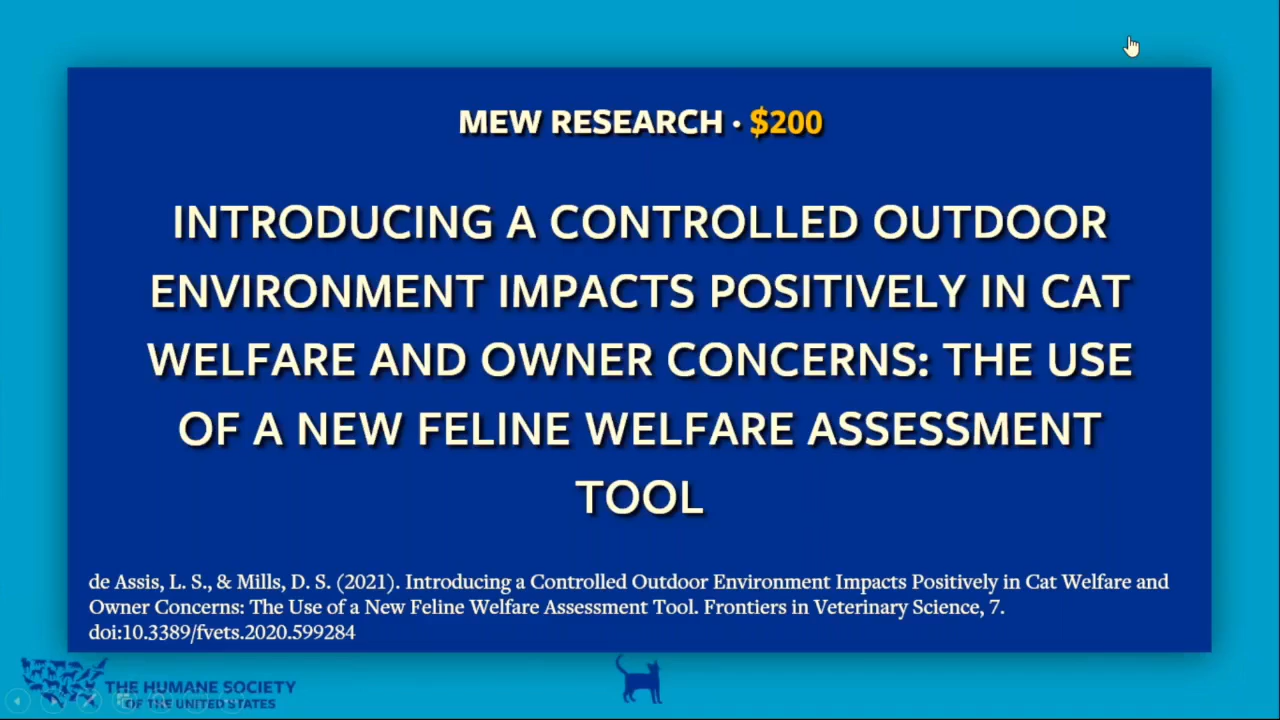 MEW RESEARCH · $200
INTRODUCING A CONTROLLED OUTDOOR
ENVIRONMENT IMPACTS POSITIVELY IN CAT
WELFARE AND OWNER CONCERNS: THE USE
OF A NEW FELINE WELFARE ASSESSMENT
TOOL
de Assis, L. S., & Mills, D. S. (2021). Introducing a Controlled Outdoor Environment Impacts Positively in Cat Welfare and
Owner Concerns: The Use of a New Feline Welfare Assessment Tool. Frontiers in Veterinary Science, 7.
doi:10.3389/fvets.2020.599284
THE HUMANE SOCIETY
OF THE UNITED STATES